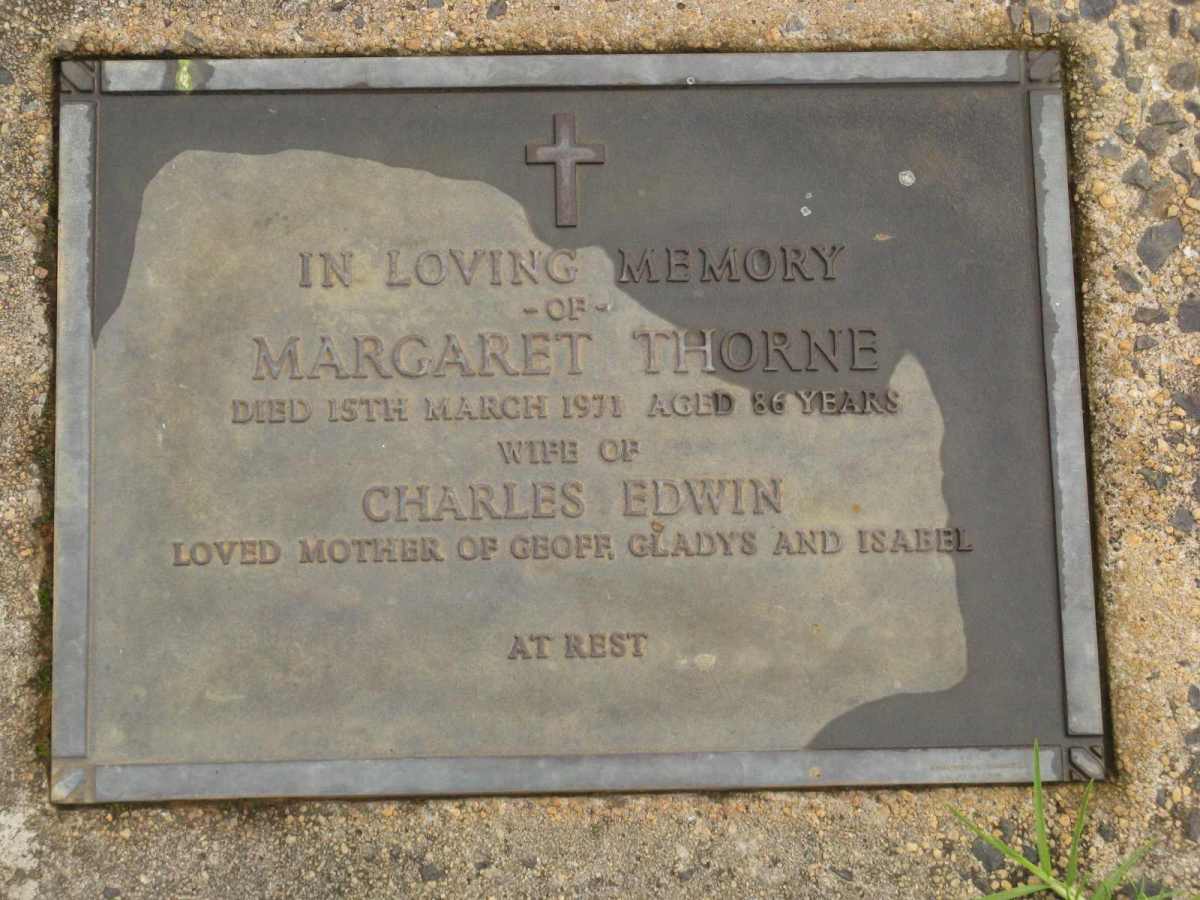 IN LOVING MEMORY
- OF -
MARGARET THORNE
DIED 15TH MARCH 1971 AGED 86 YEARS
WIFE OF
CHARLES EDWIN
LOVED MOTHER OF GEOFF, GLADYS AND ISABEL
AT REST